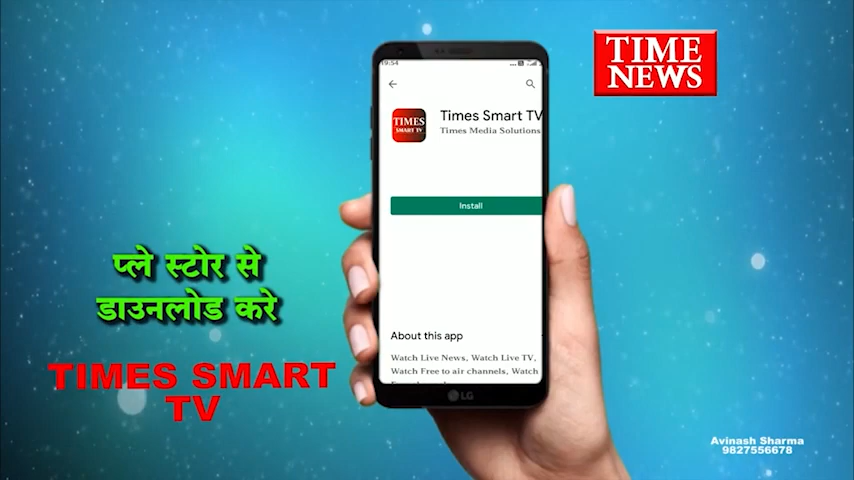 TIME
NEWS
19:54
Times Smart TV
TIMES
SMART TV
Times Media Solutions
Install
प्ले स्टोर से
डाउनलोड करे
TIMES SMART
TV
About this app
Watch Live News, Watch Live TV,
Watch Free to air channels, Watch
LG
Avinash Sharma
9827556678